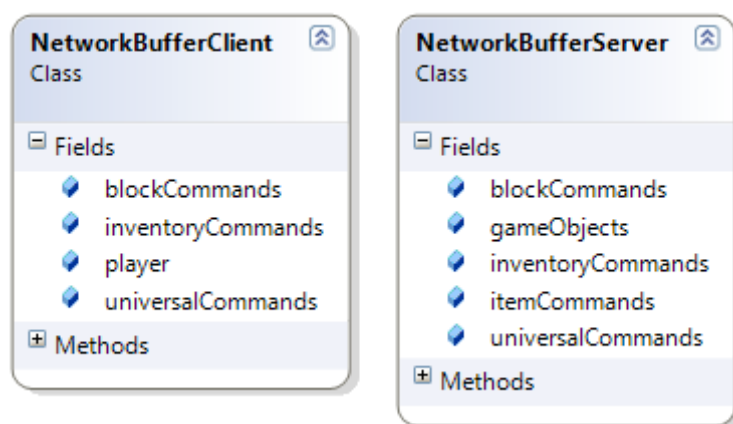 NetworkBufferClient
Class
Fields
blockCommands
inventoryCommands
player
universalCommands
Methods
NetworkBufferServer
Class
Fields
blockCommands
gameObjects
inventoryCommands
itemCommands
universalCommands
Methods